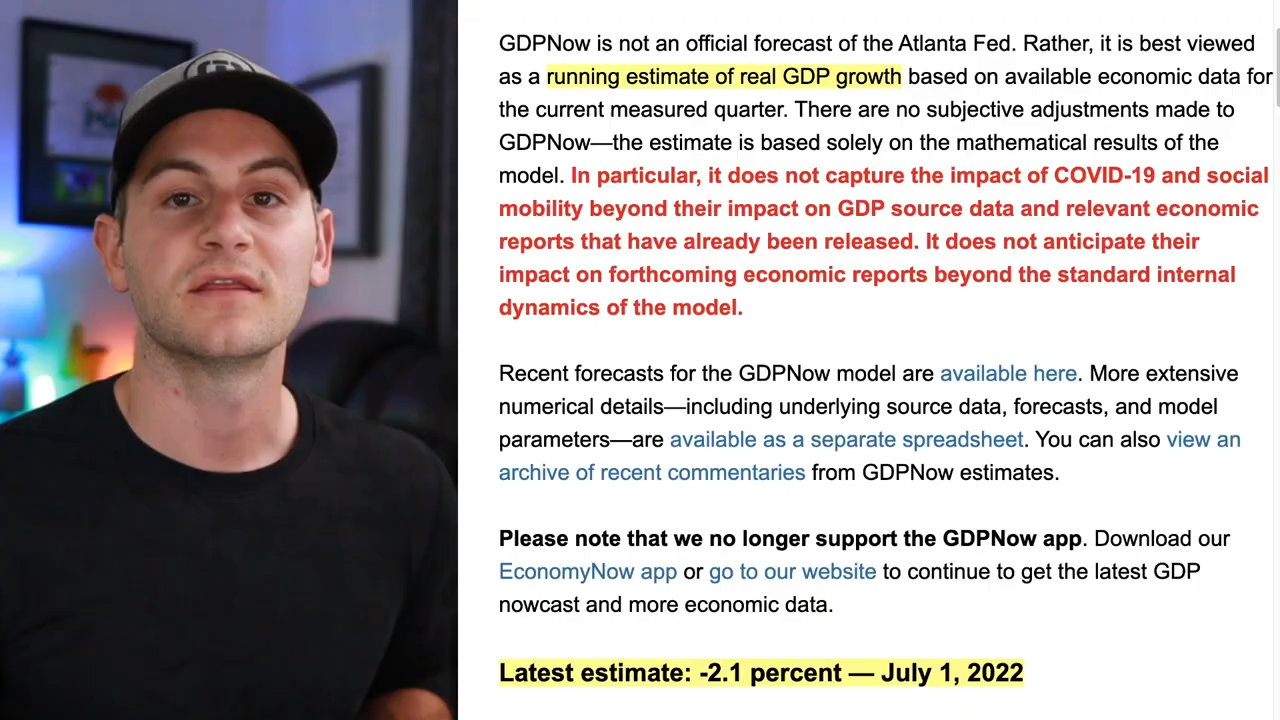 GDPNow is not an official forecast of the Atlanta Fed. Rather, it is best viewed
as a running estimate of real GDP growth based on available economic data for
the current measured quarter. There are no subjective adjustments made to
GDPNow—the estimate is based solely on the mathematical results of the
model. In particular, it does not capture the impact of COVID-19 and social
mobility beyond their impact on GDP source data and relevant economic
reports that have already been released. It does not anticipate their
impact on forthcoming economic reports beyond the standard internal
dynamics of the model.
Recent forecasts for the GDPNow model are available here. More extensive
numerical details—including underlying source data, forecasts, and model
parameters—are available as a separate spreadsheet. You can also view an
archive of recent commentaries from GDPNow estimates.
Please note that we no longer support the GDPNow app. Download our
EconomyNow app or go to our website to continue to get the latest GDP
nowcast and more economic data.
Latest estimate: -2.1 percent — July 1, 2022